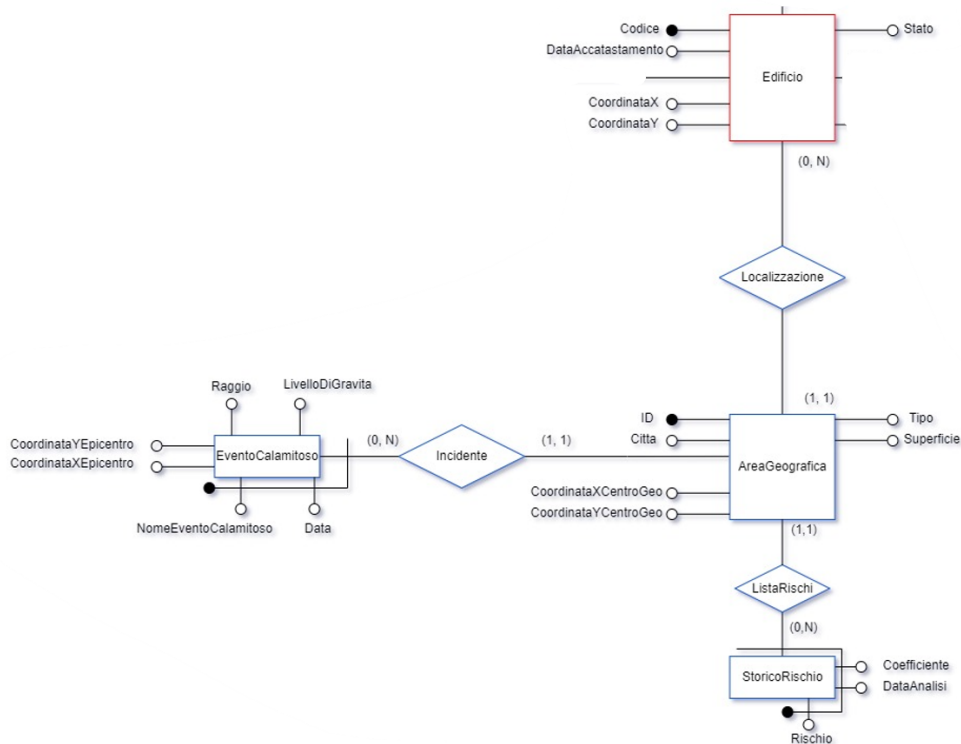 Codice
Stato
DataAccatastamento
Edificio
CoordinataX
CoordinataY
(0, N)
Localizzazione
Raggio
LivelloDiGravita
(1, 1)
ID
Tipo
CoordinataYEpicentro
(0, N)
(1, 1)
Citta
Superficie
EventoCalamitoso
Incidente
CoordinataXEpicentro
AreaGeografica
CoordinataXCentroGeo
CoordinataYCentroGeo
NomeEventoCalamitoso
Data
(1,1)
ListaRischi
(0,N)
Coefficiente
StoricoRischio
DataAnalisi
Rischio